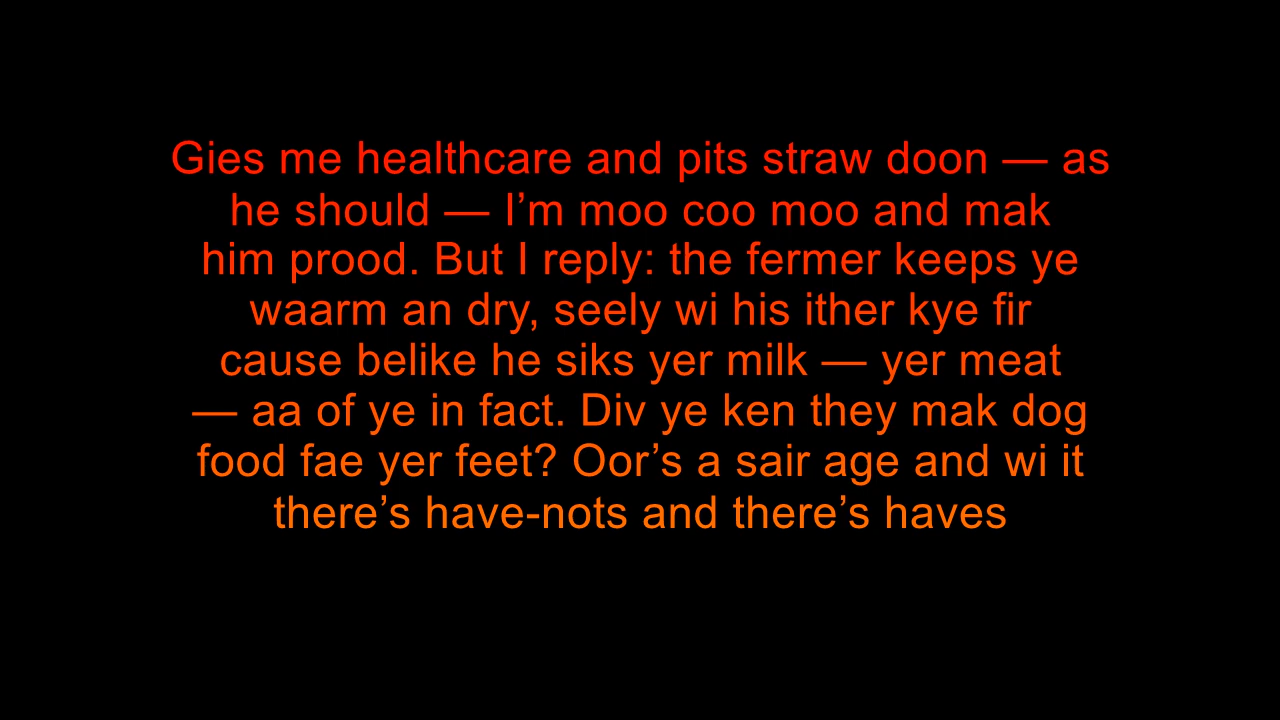 Gies me healthcare and pits straw doon — as
he should — I’m moo coo moo and mak
him prood. But I reply: the fermer keeps ye
waarm an dry, seely wi his ither kye fir
cause belike he siks yer milk — yer meat
— aa of ye in fact. Div ye ken they mak dog
food fae yer feet? Oor’s a sair age and wi it
there’s have-nots and there’s haves